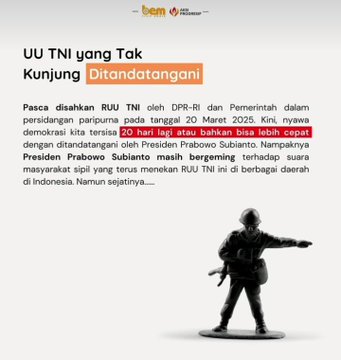 bem
AKSI
PROGRESIF
UU TNI yang Tak
Kunjung Ditandatangani
Pasca disahkan RUU TNI oleh DPR-RI dan Pemerintah dalam
persidangan paripurna pada tanggal 20 Maret 2025. Kini, nyawa
demokrasi kita tersisa 20 hari lagi atau bahkan bisa lebih cepat
dengan ditandatangani oleh Presiden Prabowo Subianto. Nampaknya
Presiden Prabowo Subianto masih bergeming terhadap suara
masyarakat sipil yang terus menekan RUU TNI ini di berbagai daerah
di Indonesia. Namun sejatinya......